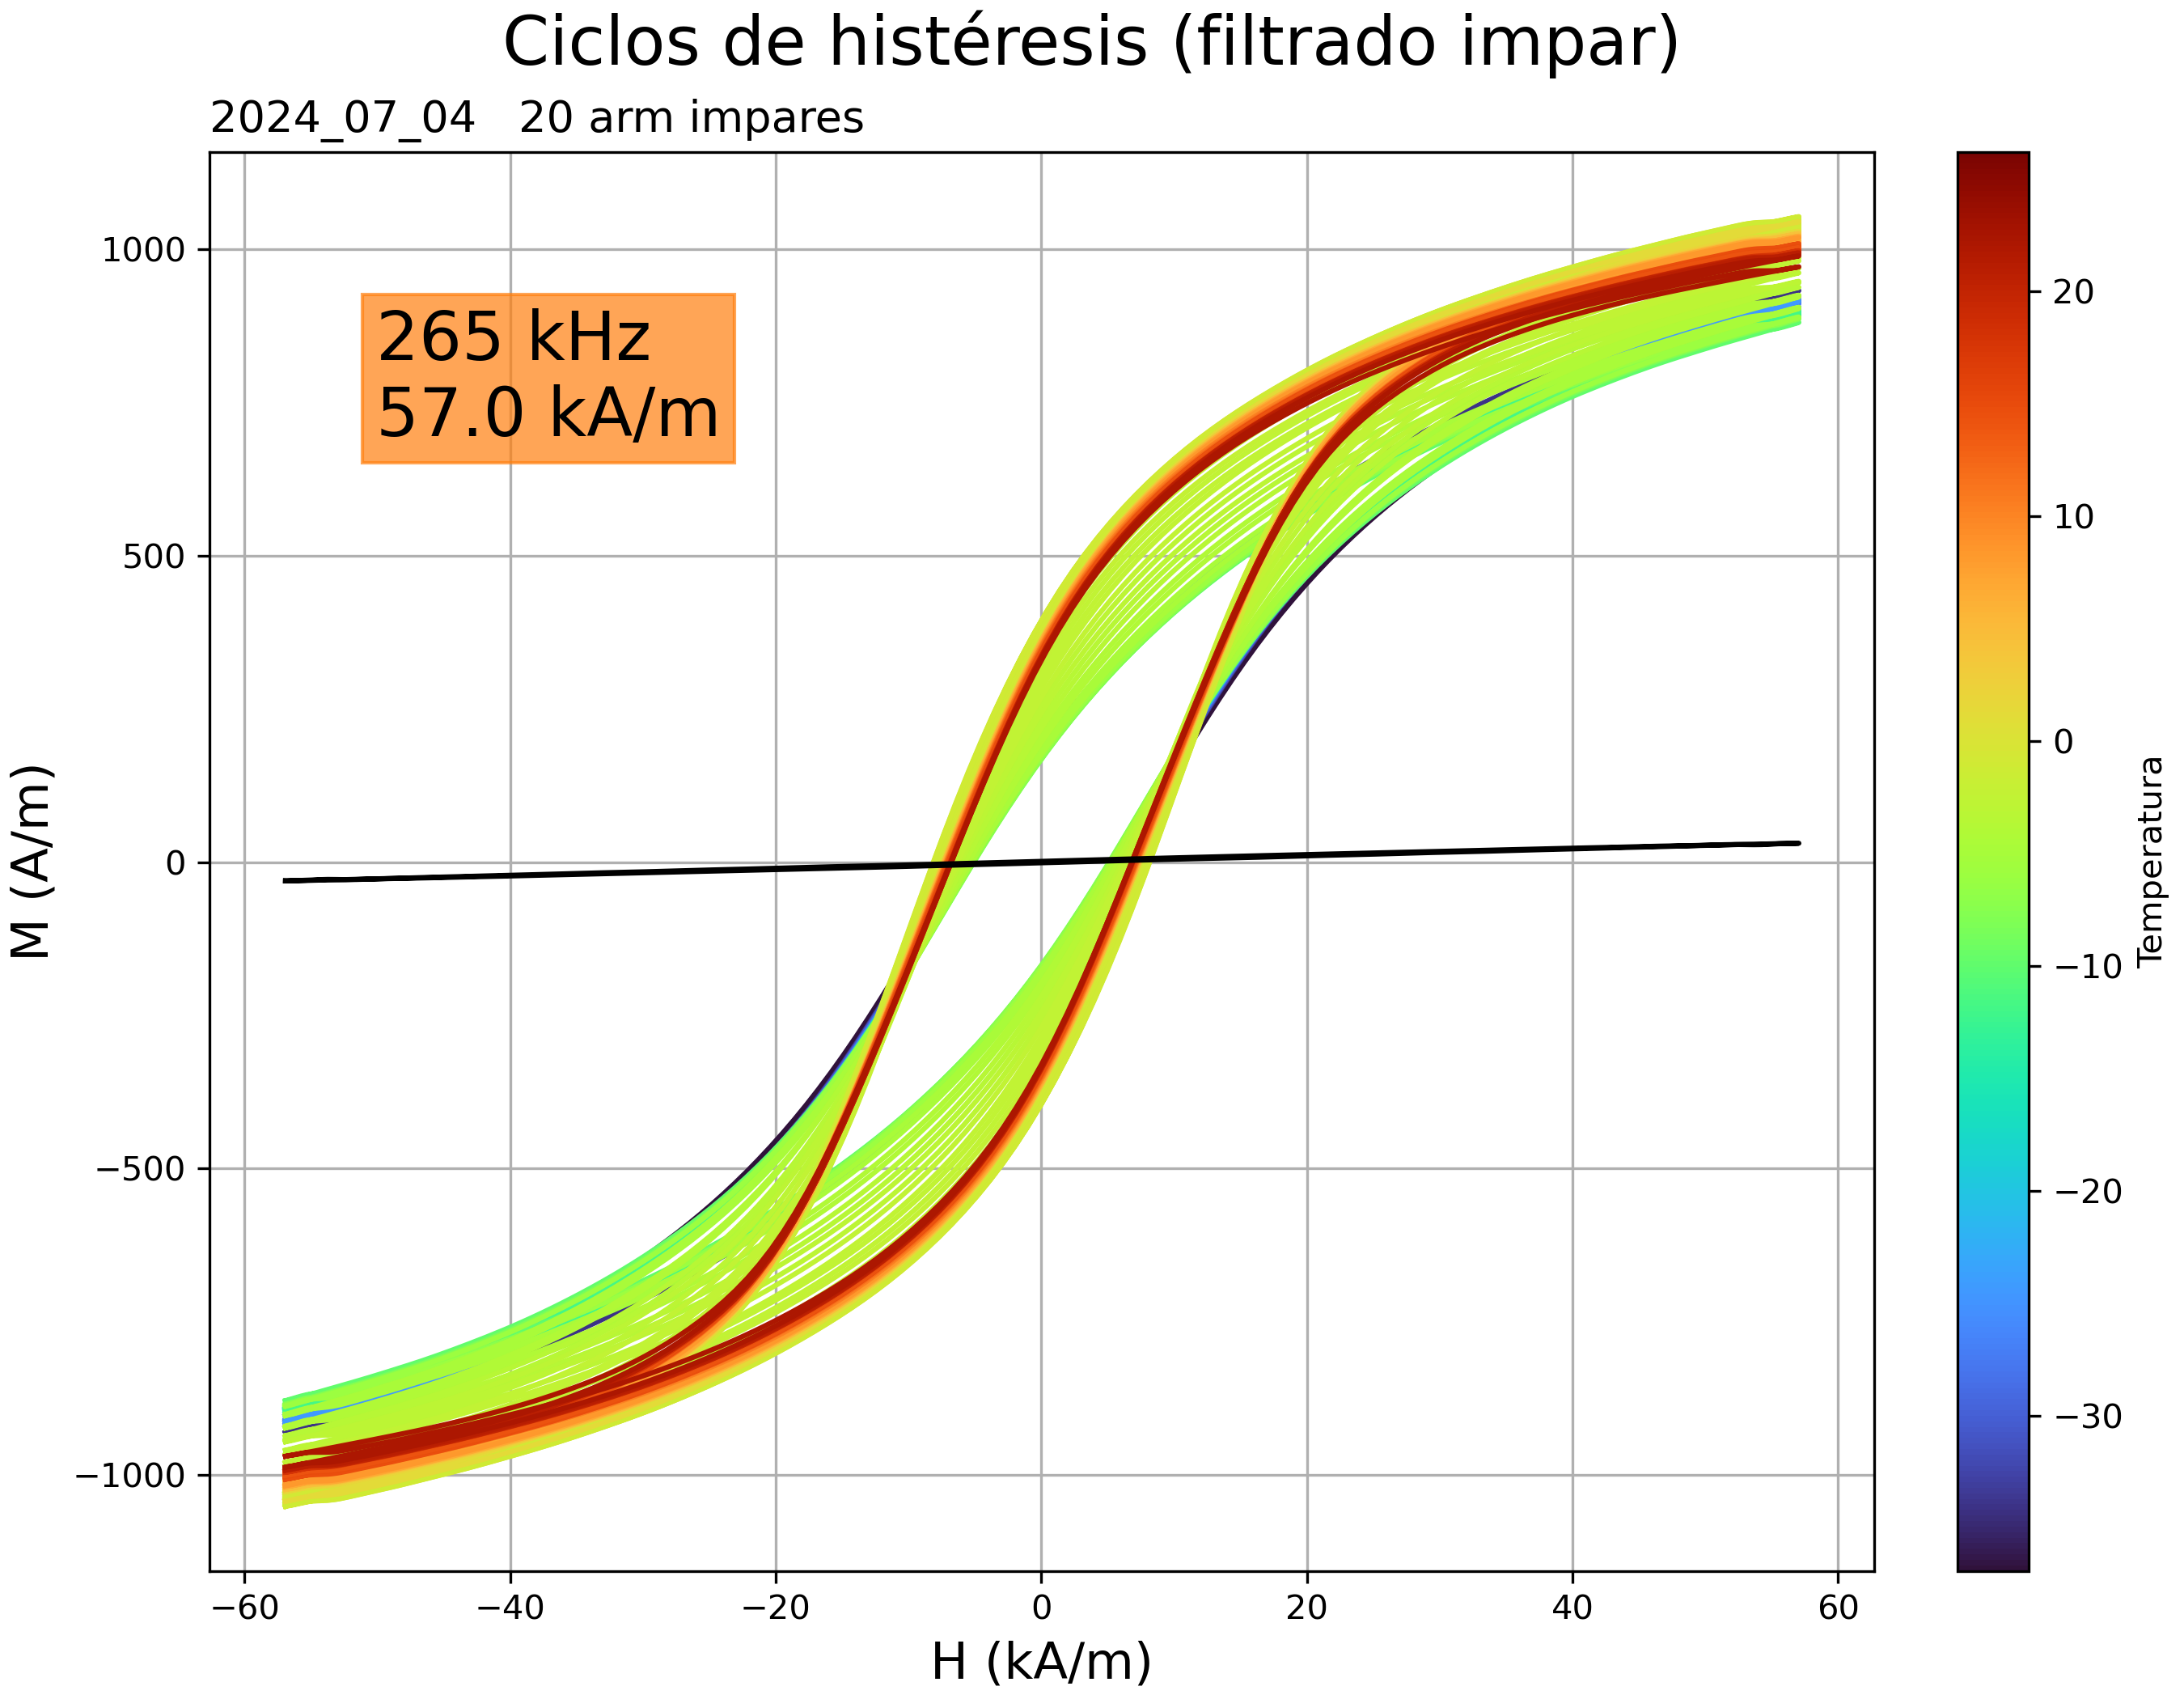 Ciclos de histéresis (filtrado impar)
2024_07_04   20 arm impares
265 kHz
57.0 kA/m
1000
500
0
−500
−1000
M (A/m)
−60
−40
−20
0
20
40
60
H (kA/m)
20
10
0
−10
−20
−30
Temperatura